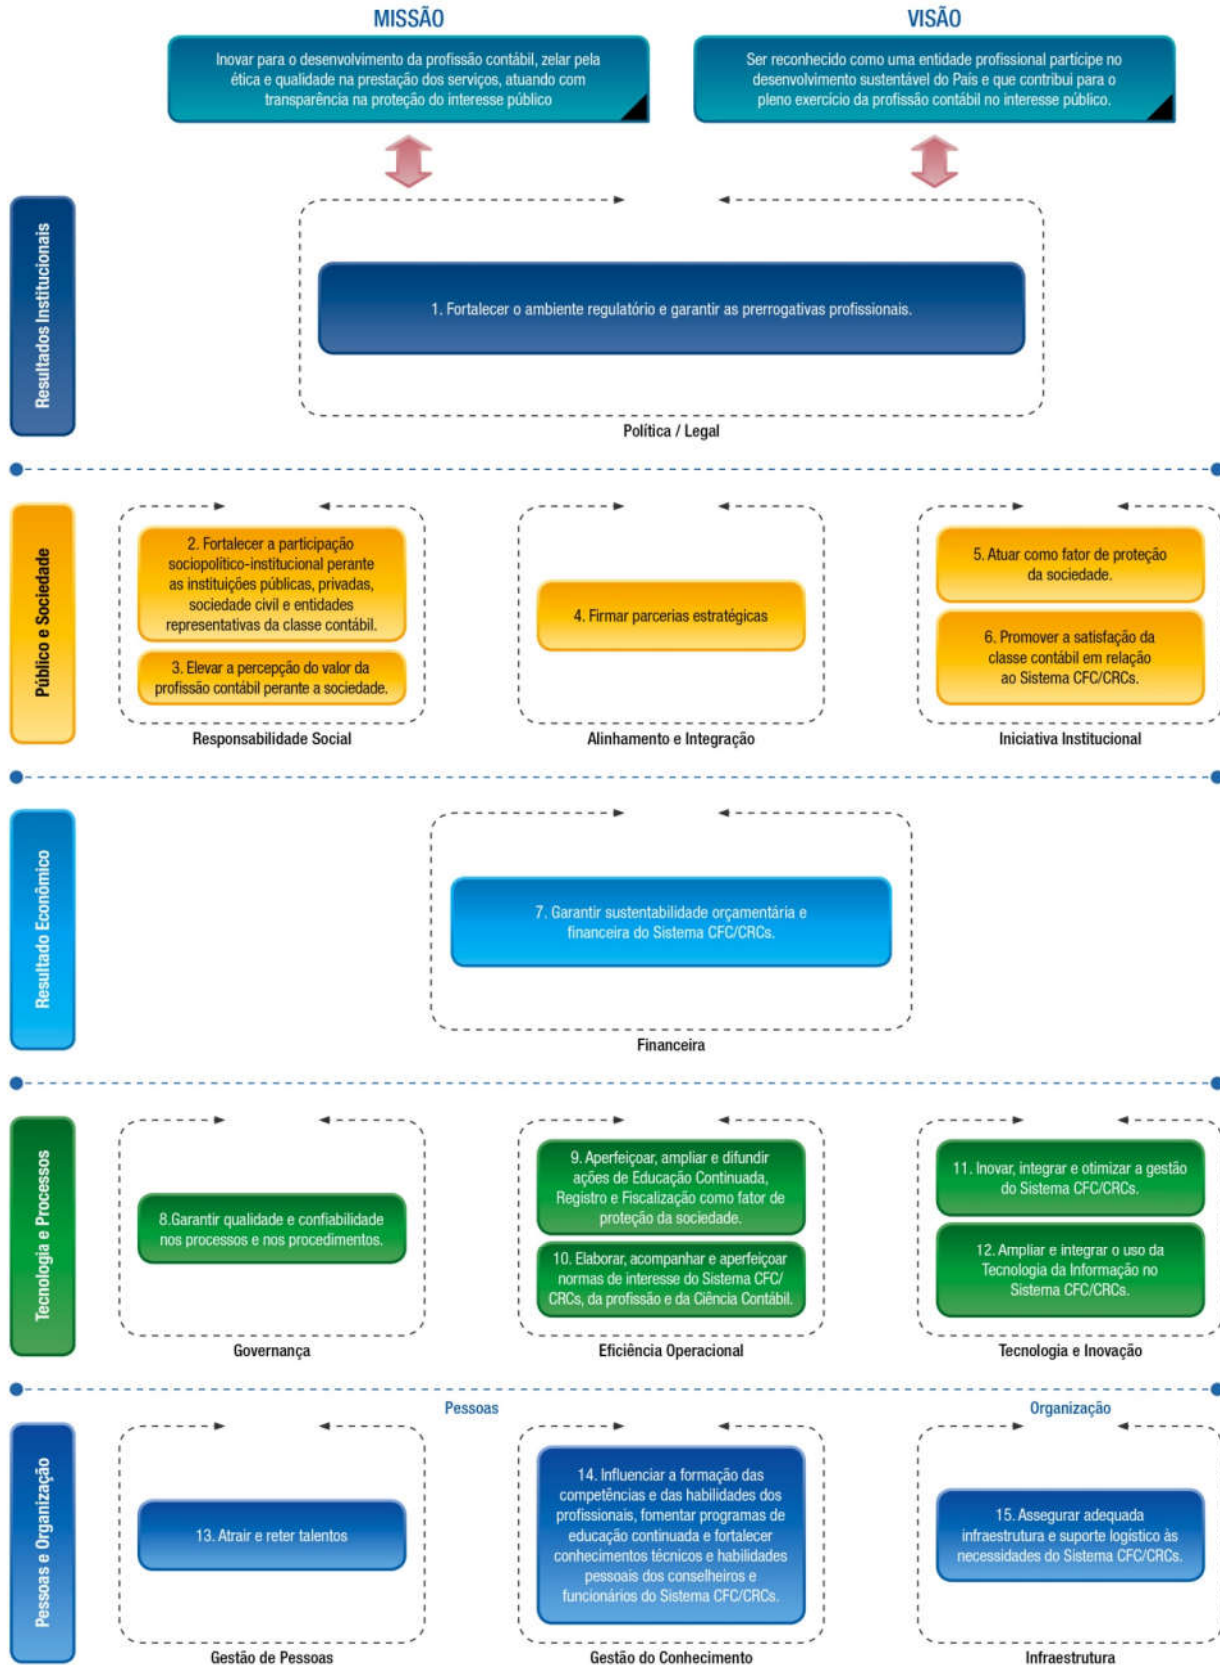 MISSÃO
Inovar para o desenvolvimento da profissão contábil, zelar pela
ética e qualidade na prestação dos serviços, atuando com
transparência na proteção do interesse público
VISÃO
Ser reconhecido como uma entidade profissional partícipe no
desenvolvimento sustentável do País e que contribui para o
pleno exercício da profissão contábil no interesse público.
Resultados Institucionais
1. Fortalecer o ambiente regulatório e garantir as prerrogativas profissionais.
Política / Legal
Público e Sociedade
2. Fortalecer a participação
sociopolítico-institucional perante
as instituições públicas, privadas,
sociedade civil e entidades
representativas da classe contábil.
3. Elevar a percepção do valor da
profissão contábil perante a sociedade.
Responsabilidade Social
4. Firmar parcerias estratégicas
Alinhamento e Integração
5. Atuar como fator de proteção
da sociedade.
6. Promover a satisfação da
classe contábil em relação
ao Sistema CFC/CRCs.
Iniciativa Institucional
Resultado Econômico
7. Garantir sustentabilidade orçamentária e
financeira do Sistema CFC/CRCs.
Financeira
Tecnologia e Processos
8.Garantir qualidade e confiabilidade
nos processos e nos procedimentos.
Governança
9. Aperfeiçoar, ampliar e difundir
ações de Educação Continuada,
Registro e Fiscalização como fator de
proteção da sociedade.
10. Elaborar, acompanhar e aperfeiçoar
normas de interesse do Sistema CFC/
CRCs, da profissão e da Ciência Contábil.
Eficiência Operacional
11. Inovar, integrar e otimizar a gestão
do Sistema CFC/CRCs.
12. Ampliar e integrar o uso da
Tecnologia da Informação no
Sistema CFC/CRCs.
Tecnologia e Inovação
Pessoas e Organização
Pessoas
Organização
13. Atrair e reter talentos
Gestão de Pessoas
14. Influenciar a formação das
competências e das habilidades dos
profissionais, fomentar programas de
educação continuada e fortalecer
conhecimentos técnicos e habilidades
pessoais dos conselheiros e
funcionários do Sistema CFC/CRCs.
Gestão do Conhecimento
15. Assegurar adequada
infraestrutura e suporte logístico às
necessidades do Sistema CFC/CRCs.
Infraestrutura